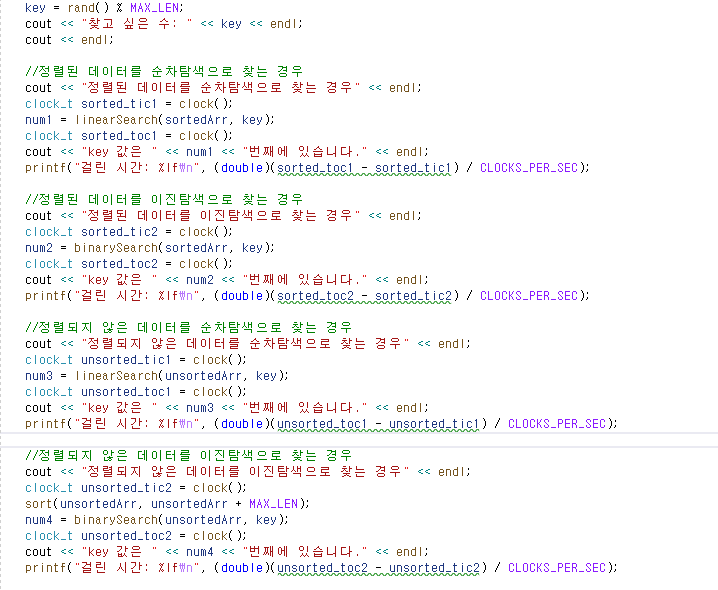 key = rand() % MAX_LEN;
cout << "찾고 싶은 수: " << key << endl;
cout << endl;
//정렬된 데이터를 순차탐색으로 찾는 경우
cout << "정렬된 데이터를 순차탐색으로 찾는 경우" << endl;
clock_t sorted_tic1 = clock();
num1 = linearSearch(sortedArr, key);
clock_t sorted_toc1 = clock();
cout << "key 값은 " << num1 << "번째에 있습니다." << endl;
printf("걸린 시간: %lf₩n", (double)(sorted_toc1 - sorted_tic1) / CLOCKS_PER_SEC);
//정렬된 데이터를 이진탐색으로 찾는 경우
cout << "정렬된 데이터를 이진탐색으로 찾는 경우" << endl;
clock_t sorted_tic2 = clock();
num2 = binarySearch(sortedArr, key);
clock_t sorted_toc2 = clock();
cout << "key 값은 " << num2 << "번째에 있습니다." << endl;
printf("걸린 시간: %lf₩n", (double)(sorted_toc2 - sorted_tic2) / CLOCKS_PER_SEC);
//정렬되지 않은 데이터를 순차탐색으로 찾는 경우
cout << "정렬되지 않은 데이터를 순차탐색으로 찾는 경우" << endl;
clock_t unsorted_tic1 = clock();
num3 = linearSearch(unsortedArr, key);
clock_t unsorted_toc1 = clock();
cout << "key 값은 " << num3 << "번째에 있습니다." << endl;
printf("걸린 시간: %lf₩n", (double)(unsorted_toc1 - unsorted_tic1) / CLOCKS_PER_SEC);
//정렬되지 않은 데이터를 이진탐색으로 찾는 경우
cout << "정렬되지 않은 데이터를 이진탐색으로 찾는 경우" << endl;
clock_t unsorted_tic2 = clock();
sort(unsortedArr, unsortedArr + MAX_LEN);
num4 = binarySearch(unsortedArr, key);
clock_t unsorted_toc2 = clock();
cout << "key 값은 " << num4 << "번째에 있습니다." << endl;
printf("걸린 시간: %lf₩n", (double)(unsorted_toc2 - unsorted_tic2) / CLOCKS_PER_SEC);